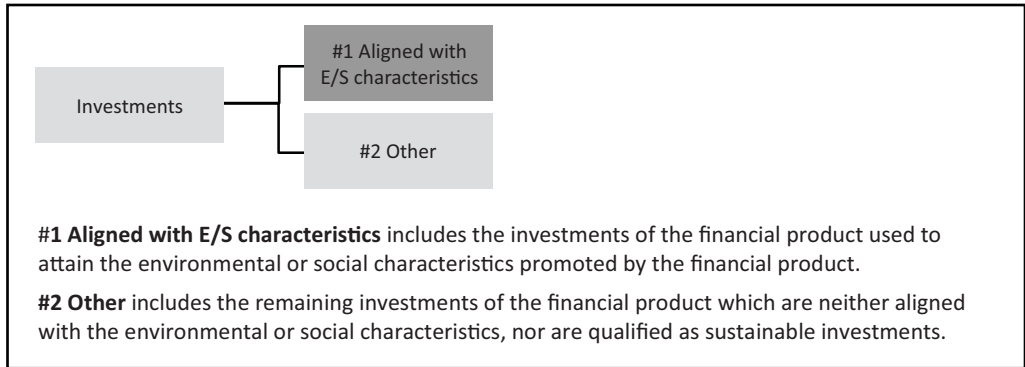 #1 Aligned with
E/S characteristics
Investments
#2 Other
#1 Aligned with E/S characteristics includes the investments of the financial product used to
attain the environmental or social characteristics promoted by the financial product.
#2 Other includes the remaining investments of the financial product which are neither aligned
with the environmental or social characteristics, nor are qualified as sustainable investments.